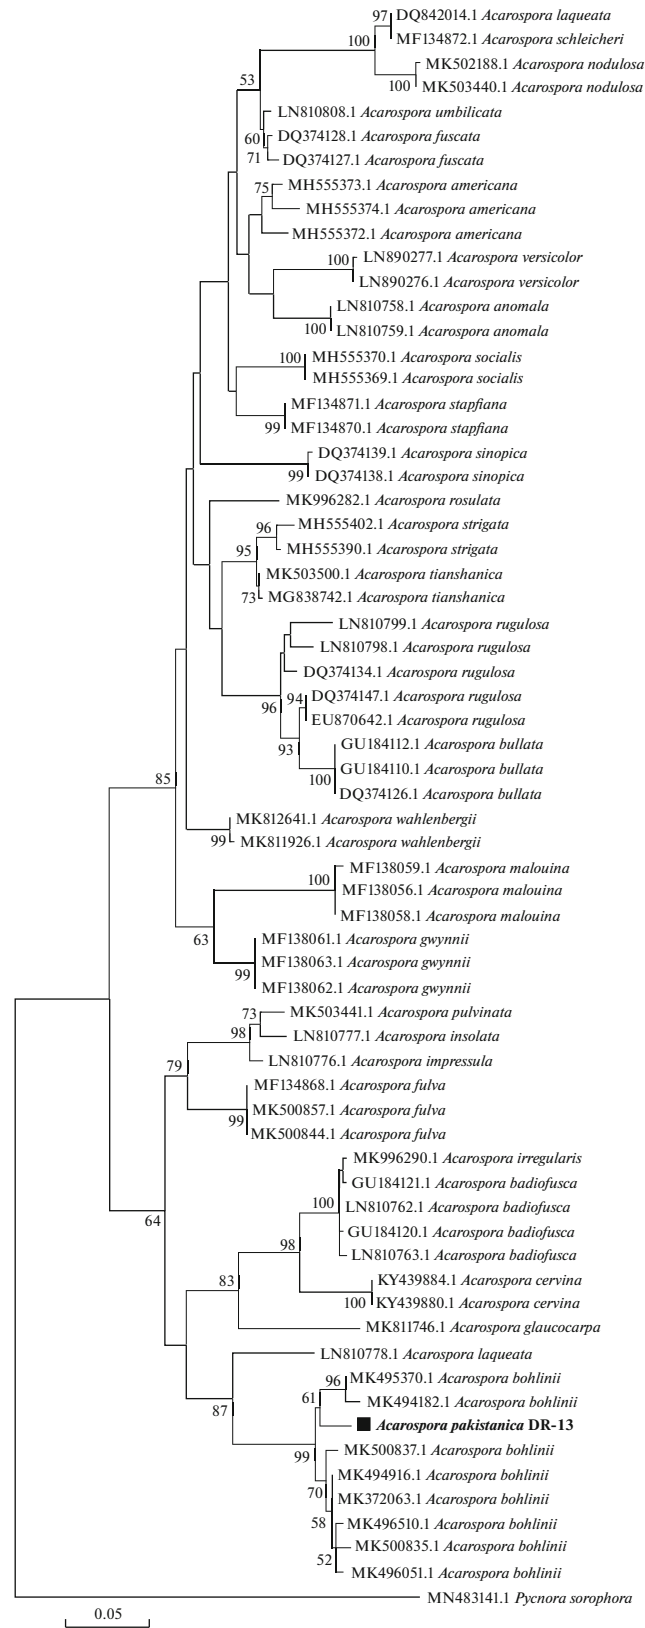 97
DQ842014.1 Acarospora laqueata
100
MF134872.1 Acarospora schleicheri
MK502188.1 Acarospora nodulosa
53
100
MK503440.1 Acarospora nodulosa
LN810808.1 Acarospora umbilicata
60
DQ374128.1 Acarospora fuscata
71
DQ374127.1 Acarospora fuscata
75
MH555373.1 Acarospora americana
MH555374.1 Acarospora americana
MH555372.1 Acarospora americana
100
LN890277.1 Acarospora versicolor
LN890276.1 Acarospora versicolor
LN810758.1 Acarospora anomala
100
LN810759.1 Acarospora anomala
100
MH555370.1 Acarospora socialis
MH555369.1 Acarospora socialis
MF134871.1 Acarospora stapfiana
99
MF134870.1 Acarospora stapfiana
DQ374139.1 Acarospora sinopica
99
DQ374138.1 Acarospora sinopica
MK996282.1 Acarospora rosulata
96
MH555402.1 Acarospora strigata
95
MH555390.1 Acarospora strigata
MK503500.1 Acarospora tianshanica
73
MG838742.1 Acarospora tianshanica
LN810799.1 Acarospora rugulosa
LN810798.1 Acarospora rugulosa
DQ374134.1 Acarospora rugulosa
96
94
DQ374147.1 Acarospora rugulosa
EU870642.1 Acarospora rugulosa
93
GU184112.1 Acarospora bullata
100
GU184110.1 Acarospora bullata
DQ374126.1 Acarospora bullata
85
MK812641.1 Acarospora wahlenbergii
99
MK811926.1 Acarospora wahlenbergii
MF138059.1 Acarospora malouina
100
MF138056.1 Acarospora malouina
MF138058.1 Acarospora malouina
63
MF138061.1 Acarospora gwynnii
99
MF138063.1 Acarospora gwynnii
MF138062.1 Acarospora gwynnii
73
MK503441.1 Acarospora pulvinata
98
LN810777.1 Acarospora insolata
LN810776.1 Acarospora impressula
79
MF134868.1 Acarospora fulva
99
MK500857.1 Acarospora fulva
MK500844.1 Acarospora fulva
MK996290.1 Acarospora irregularis
GU184121.1 Acarospora badiofusca
100
LN810762.1 Acarospora badiofusca
64
GU184120.1 Acarospora badiofusca
98
LN810763.1 Acarospora badiofusca
83
KY439884.1 Acarospora cervina
100
KY439880.1 Acarospora cervina
MK811746.1 Acarospora glaucocarpa
LN810778.1 Acarospora laqueata
96
MK495370.1 Acarospora bohlinii
61
MK494182.1 Acarospora bohlinii
87
Acarospora pakistanica DR-13
99
MK500837.1 Acarospora bohlinii
MK494916.1 Acarospora bohlinii
70
MK372063.1 Acarospora bohlinii
58
MK496510.1 Acarospora bohlinii
MK500835.1 Acarospora bohlinii
52
MK496051.1 Acarospora bohlinii
MN483141.1 Pycnora sorophora
0.05